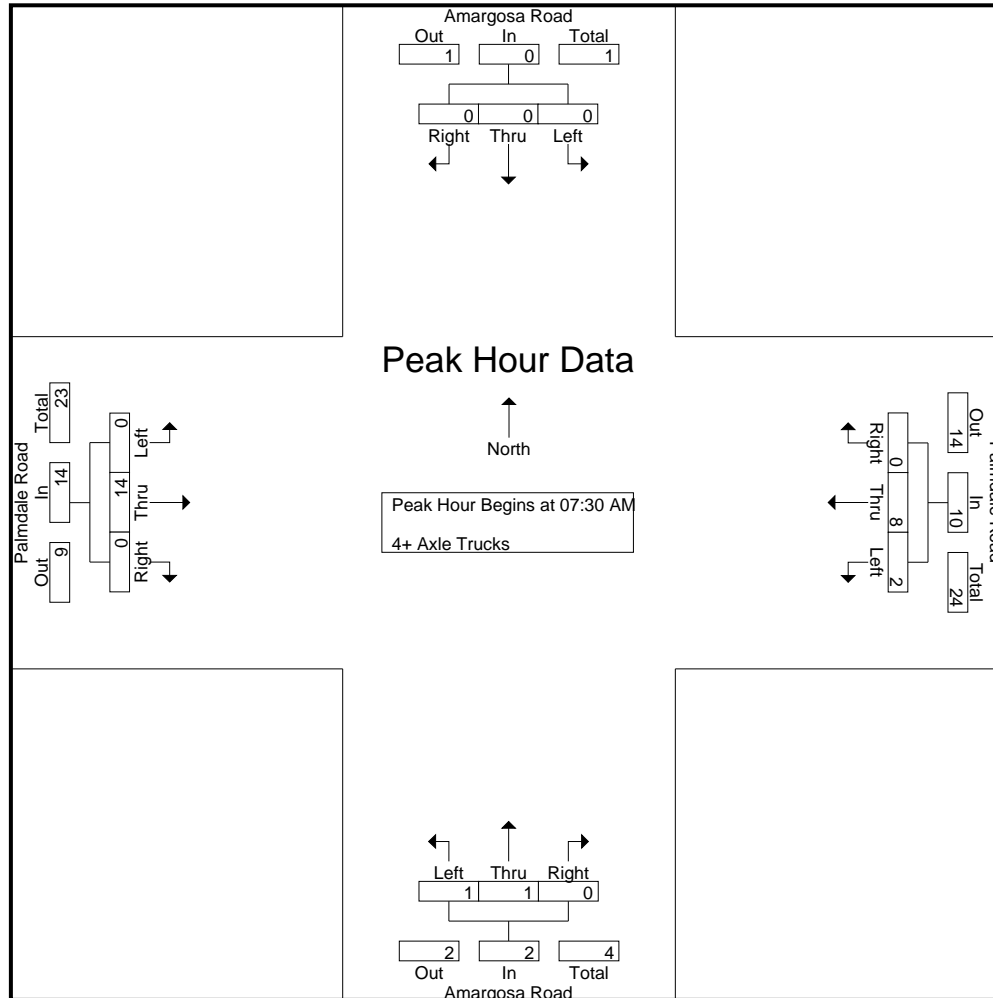 Amargosa Road
Out In Total
1 0 1
0 0 0
Right Thru Left
Peak Hour Data
North
Peak Hour Begins at 07:30 AM
4+ Axle Trucks
Palmdale Road
Out In Total
9 14 23
0 14 0
Right Thru Left
Palmdale Road
Out In Total
14 10 24
0 8 2
Right Thru Left
Left Thru Right
1 1 0
2 2 4
Out In Total
Amargosa Road